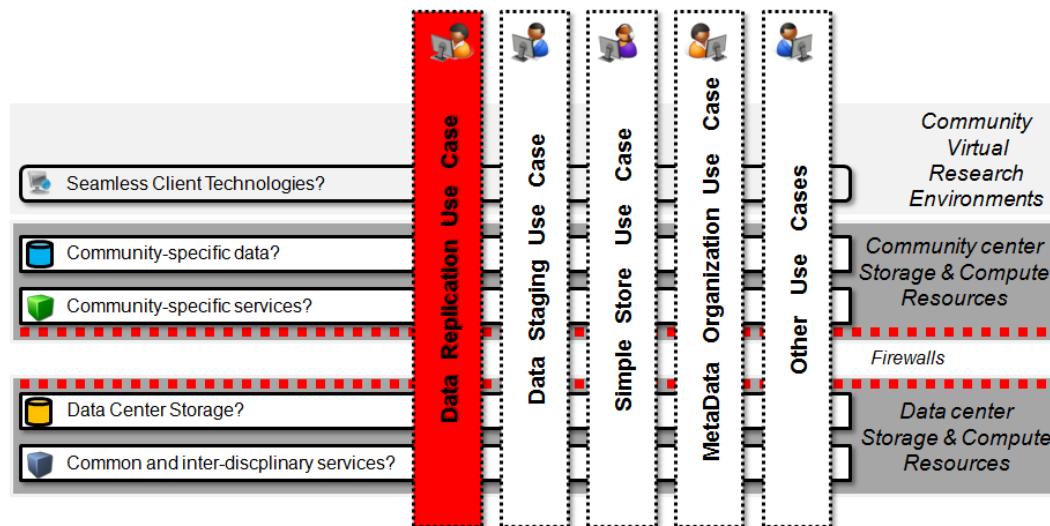 Data Replication Use Case
Data Staging Use Case
Simple Store Use Case
MetaData Organization Use Case
Other Use Cases
Community
Virtual
Research
Environments
Seamless Client Technologies?
Community-specific data?
Community-specific services?
Community center
Storage & Compute
Resources
Firewalls
Data Center Storage?
Common and inter-discplinary services?
Data center
Storage & Compute
Resources